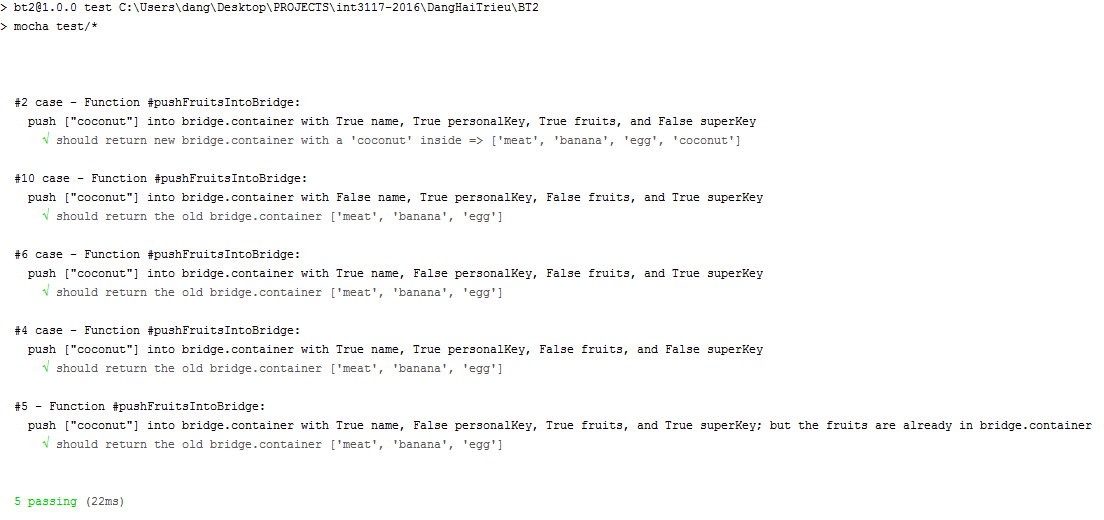 > bt2@1.0.0 test C:\Users\dang\Desktop\PROJECTS\int3117-2016\DangHaiTrieu\BT2
> mocha test/*
#2 case - Function #pushFruitsIntoBridge:
push ["coconut"] into bridge.container with True name, True personalKey, True fruits, and False superKey
√ should return new bridge.container with a 'coconut' inside => ['meat', 'banana', 'egg', 'coconut']
#10 case - Function #pushFruitsIntoBridge:
push ["coconut"] into bridge.container with False name, True personalKey, False fruits, and True superKey
√ should return the old bridge.container ['meat', 'banana', 'egg']
#6 case - Function #pushFruitsIntoBridge:
push ["coconut"] into bridge.container with True name, False personalKey, False fruits, and True superKey
√ should return the old bridge.container ['meat', 'banana', 'egg']
#4 case - Function #pushFruitsIntoBridge:
push ["coconut"] into bridge.container with True name, True personalKey, False fruits, and False superKey
√ should return the old bridge.container ['meat', 'banana', 'egg']
#5 - Function #pushFruitsIntoBridge:
push ["coconut"] into bridge.container with True name, False personalKey, True fruits, and True superKey; but the fruits are already in bridge.container
√ should return the old bridge.container ['meat', 'banana', 'egg']
5 passing (22ms)